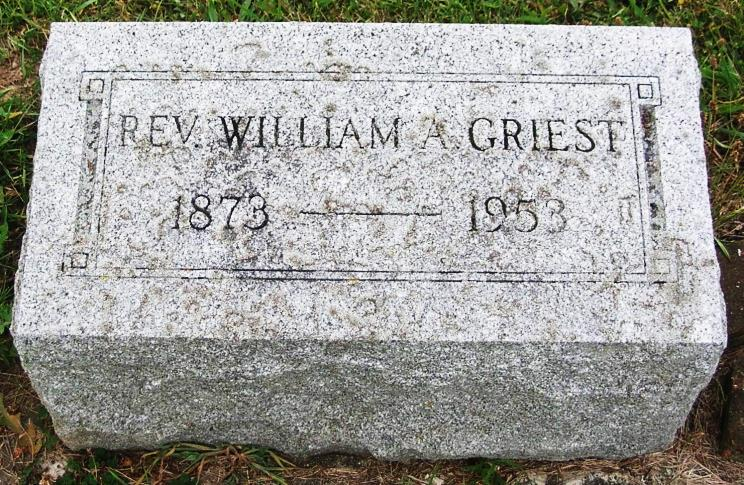 REV. WILLIAM A. GRIEST
1873 — 1953